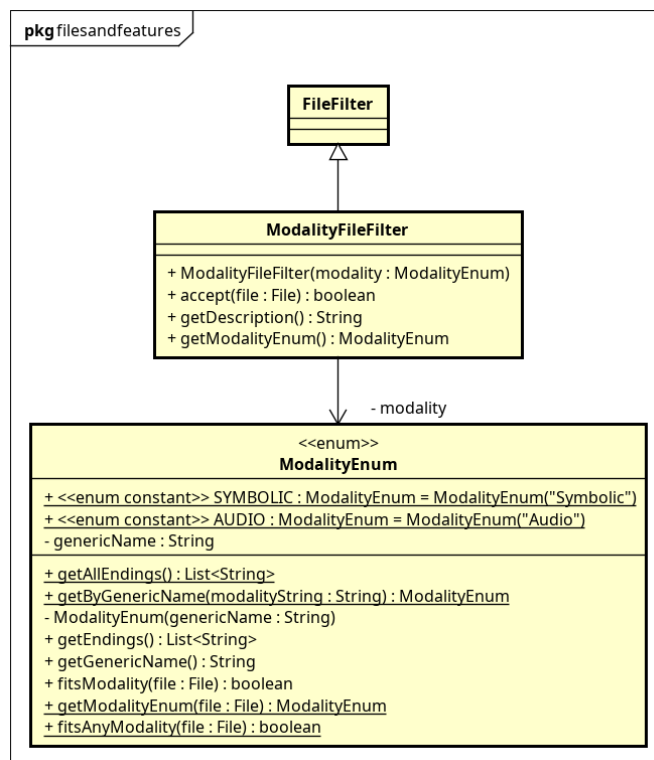 pkg filesandfeatures
FileFilter
ModalityFileFilter
+ ModalityFileFilter(modality : ModalityEnum)
+ accept(file : File) : boolean
+ getDescription() : String
+ getModalityEnum() : ModalityEnum
- modality
<<enum>>
ModalityEnum
+ <<enum constant>> SYMBOLIC : ModalityEnum = ModalityEnum("Symbolic")
+ <<enum constant>> AUDIO : ModalityEnum = ModalityEnum("Audio")
- genericName : String
+ getAllEndings() : List<String>
+ getByGenericName(modalityString : String) : ModalityEnum
- ModalityEnum(genericName : String)
+ getEndings() : List<String>
+ getGenericName() : String
+ fitsModality(file : File) : boolean
+ getModalityEnum(file : File) : ModalityEnum
+ fitsAnyModality(file : File) : boolean